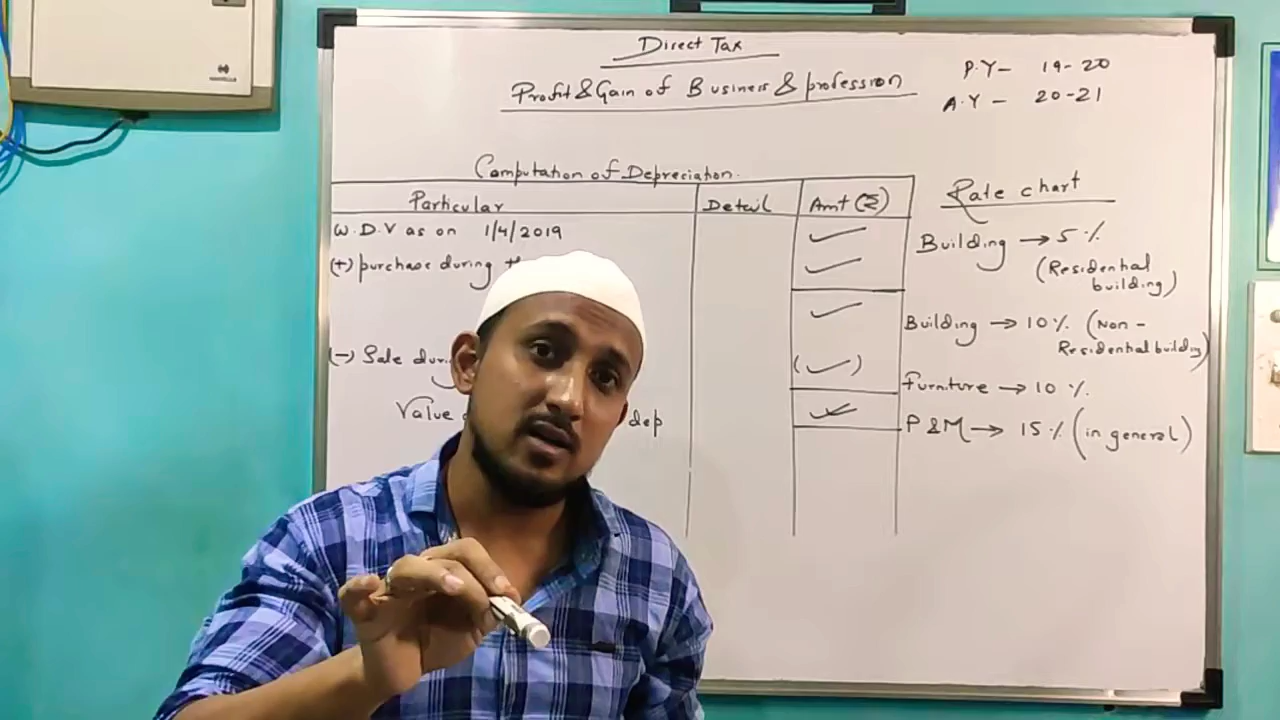 Direct Tax
Profit & Gain of Business & profession
P.Y - 19-20
A.Y - 20-21
Computation of Depreciation.
Particular Detail Amt (₹)
W.D.V as on 1/4/2019
(+) purchase during
(-) Sale
Value dep
Rate chart
Building → 5 %
(Residential
building)
Building → 10 % (Non -
Residential building)
Furniture → 10 %.
P & M → 15 % (in general)